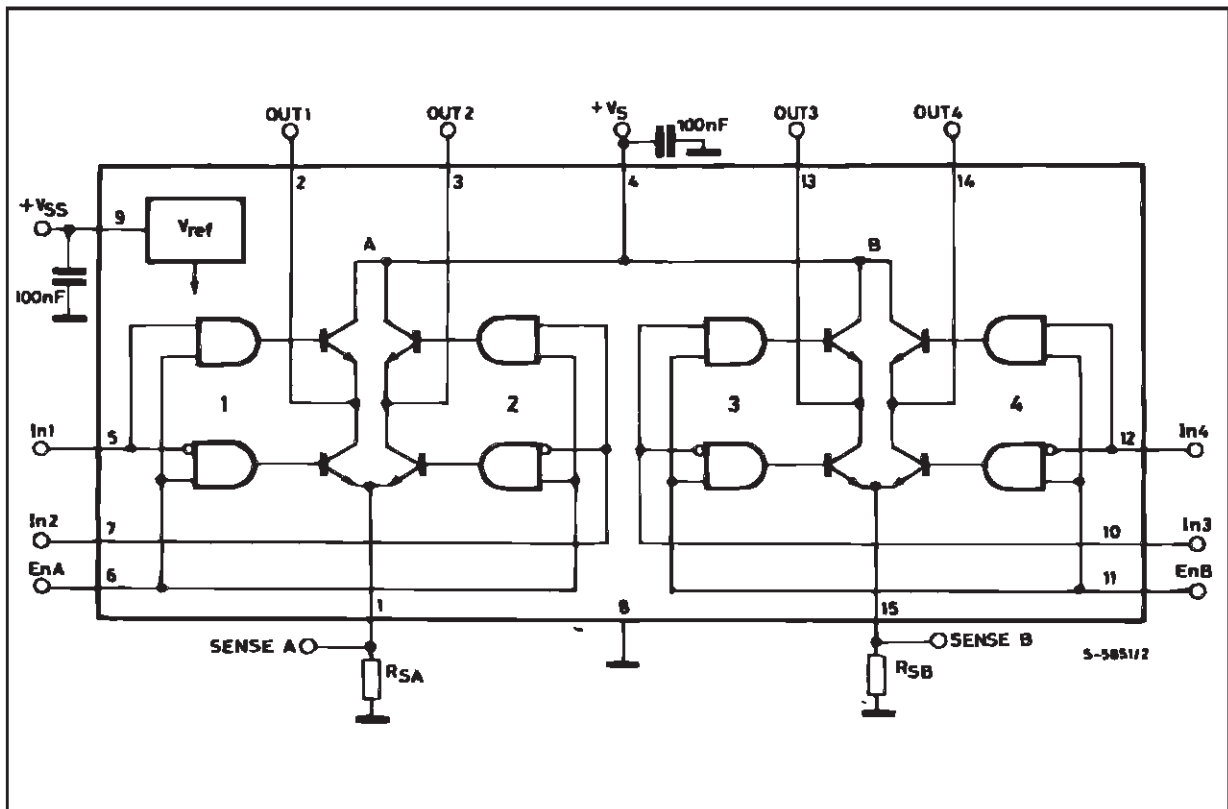 OUT1
OUT2
+VS
100nF
OUT3
OUT4
2
3
4
13
14
+VSS
9
Vref
A
B
100nF
1
2
3
4
In1
5
12
In4
In2
7
10
In3
EnA
6
11
EnB
1
8
15
SENSE A
SENSE B
RSA
RSB
S-5851/2